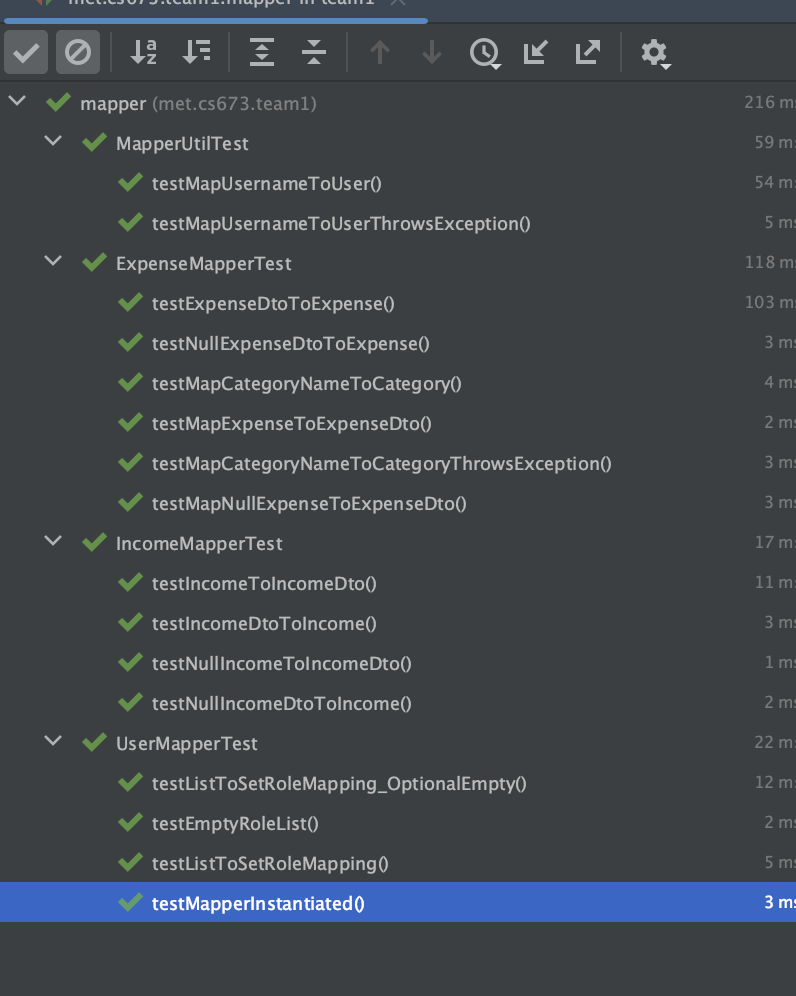 met.cs673.team1.mapper in team1
mapper (met.cs673.team1) 216 ms
MapperUtilTest 59 ms
testMapUsernameToUser() 54 ms
testMapUsernameToUserThrowsException() 5 ms
ExpenseMapperTest 118 ms
testExpenseDtoToExpense() 103 ms
testNullExpenseDtoToExpense() 3 ms
testMapCategoryNameToCategory() 4 ms
testMapExpenseToExpenseDto() 2 ms
testMapCategoryNameToCategoryThrowsException() 3 ms
testMapNullExpenseToExpenseDto() 3 ms
IncomeMapperTest 17 ms
testIncomeToIncomeDto() 11 ms
testIncomeDtoToIncome() 3 ms
testNullIncomeToIncomeDto() 1 ms
testNullIncomeDtoToIncome() 2 ms
UserMapperTest 22 ms
testListToSetRoleMapping_OptionalEmpty() 12 ms
testEmptyRoleList() 2 ms
testListToSetRoleMapping() 5 ms
testMapperInstantiated() 3 ms